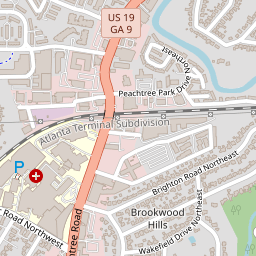 US 19
GA 9
Northeast
Peachtree Park Drive
Atlanta Terminal Subdivision
P
Brighton Road Northeast
Brookwood
Hills
Road Northwest
tree Road
Wakefield Drive Northeast